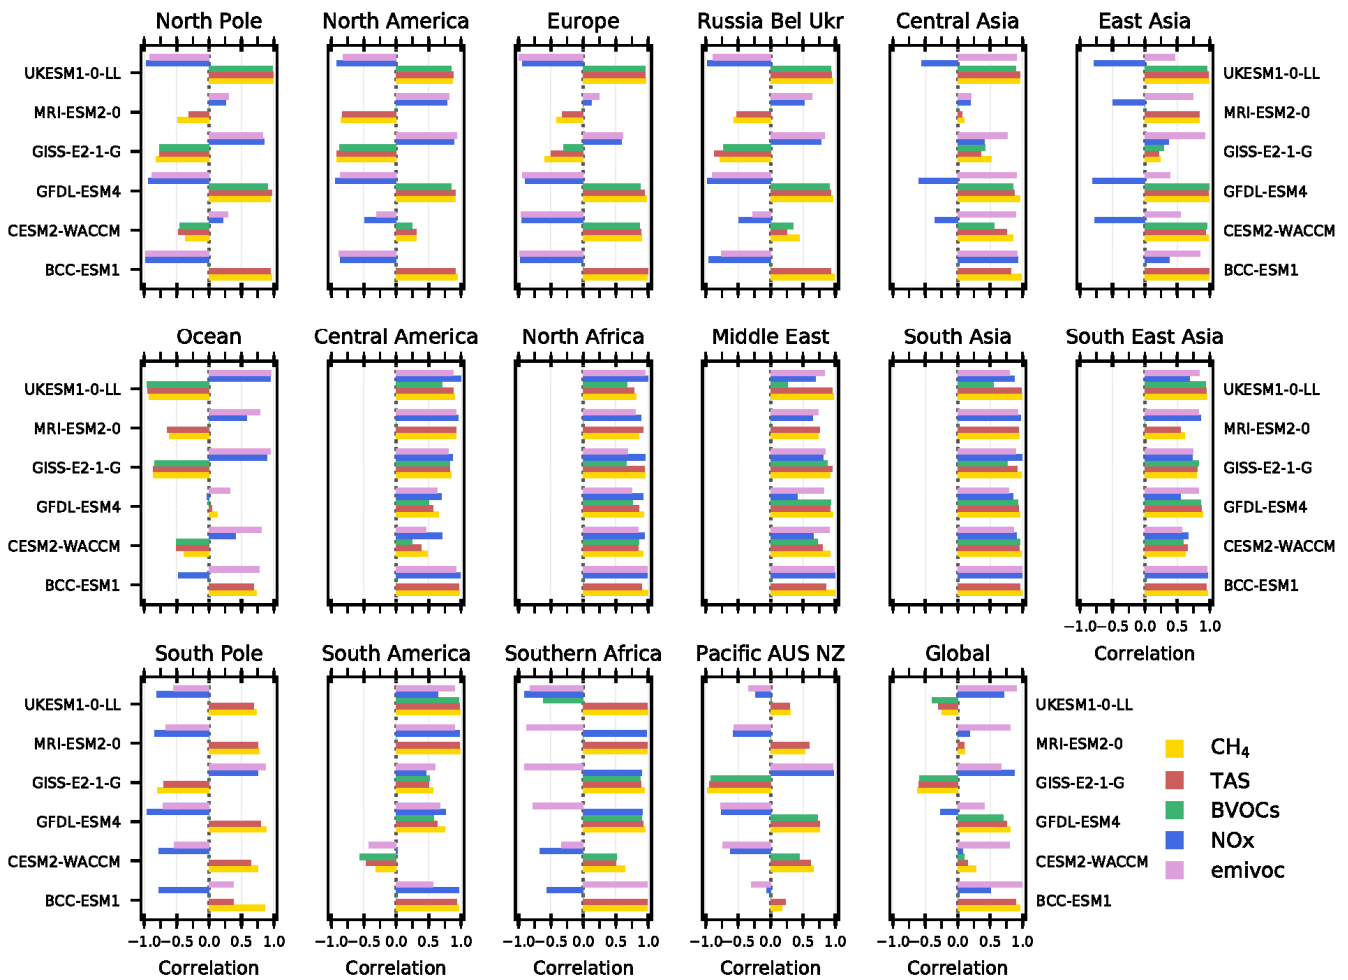 North Pole North America Europe Russia Bel Ukr Central Asia East Asia
UKESM1-0-LL UKESM1-0-LL
MRI-ESM2-0 MRI-ESM2-0
GISS-E2-1-G GISS-E2-1-G
GFDL-ESM4 GFDL-ESM4
CESM2-WACCM CESM2-WACCM
BCC-ESM1 BCC-ESM1
Ocean Central America North Africa Middle East South Asia South East Asia
UKESM1-0-LL UKESM1-0-LL
MRI-ESM2-0 MRI-ESM2-0
GISS-E2-1-G GISS-E2-1-G
GFDL-ESM4 GFDL-ESM4
CESM2-WACCM CESM2-WACCM
BCC-ESM1 BCC-ESM1
−1.0 −0.5 0.0 0.5 1.0
Correlation
South Pole South America Southern Africa Pacific AUS NZ Global
UKESM1-0-LL UKESM1-0-LL
MRI-ESM2-0 MRI-ESM2-0
GISS-E2-1-G GISS-E2-1-G
GFDL-ESM4 GFDL-ESM4
CESM2-WACCM CESM2-WACCM
BCC-ESM1 BCC-ESM1
CH₄
TAS
BVOCs
NOx
emivoc
−1.0 −0.5 0.0 0.5 1.0 −1.0 −0.5 0.0 0.5 1.0 −1.0 −0.5 0.0 0.5 1.0 −1.0 −0.5 0.0 0.5 1.0 −1.0 −0.5 0.0 0.5 1.0
Correlation Correlation Correlation Correlation Correlation